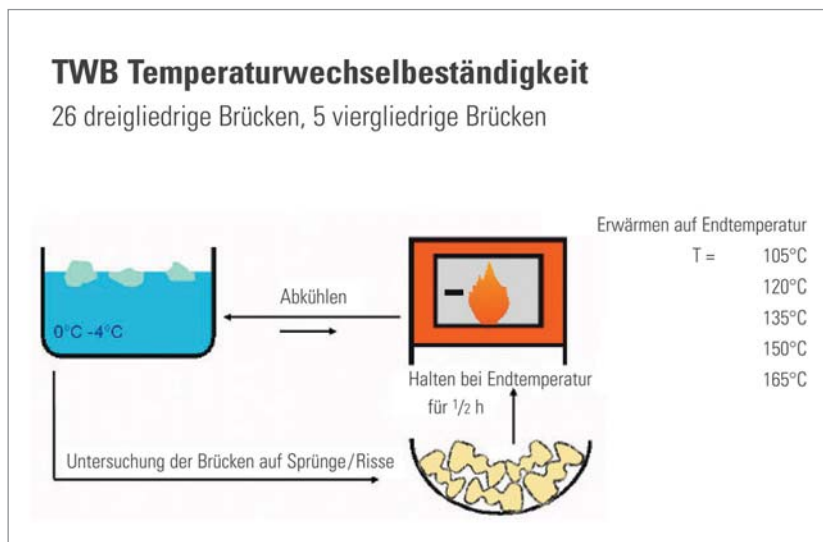 TWB Temperaturwechselbeständigkeit
26 dreigliedrige Brücken, 5 viergliedrige Brücken
Erwärmen auf Endtemperatur
T = 105°C
120°C
135°C
150°C
165°C
Abkühlen
0°C -4°C
Halten bei Endtemperatur
für 1/2 h
Untersuchung der Brücken auf Sprünge/Risse